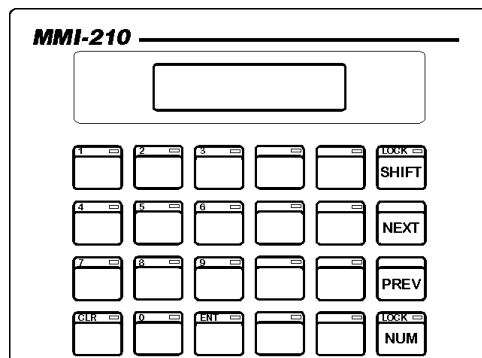 MMI-210
1 2 3 LOCK
SHIFT
4 5 6
NEXT
7 8 9
PREV
CLR 0 ENT LOCK
NUM